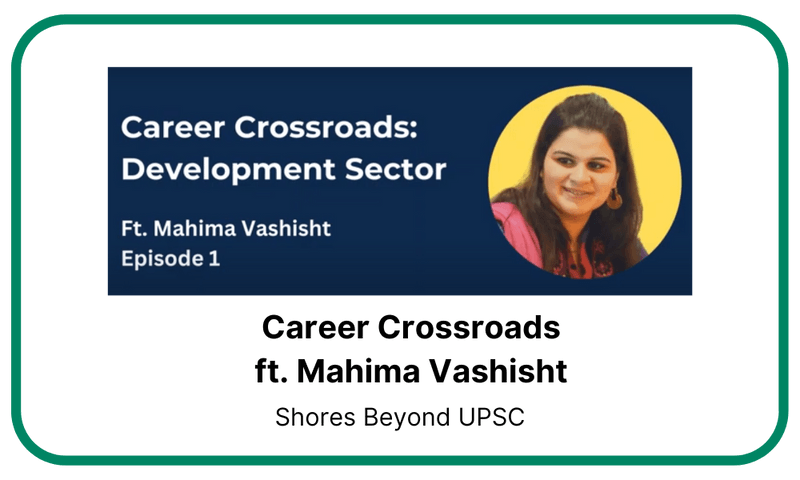 Career Crossroads:
Development Sector
Ft. Mahima Vashisht
Episode 1
Career Crossroads
ft. Mahima Vashisht
Shores Beyond UPSC